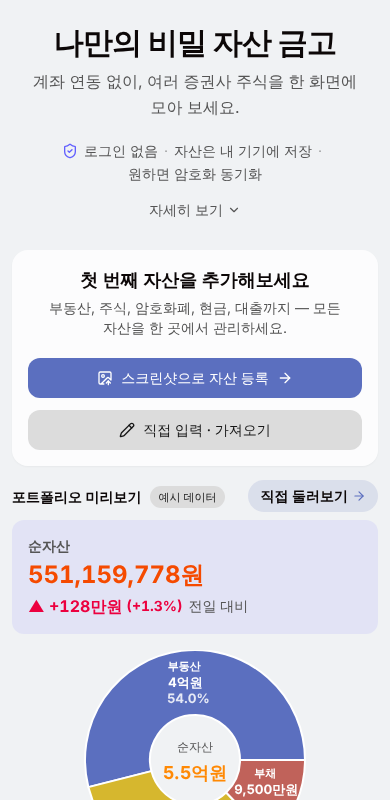 나만의 비밀 자산 금고
계좌 연동 없이, 여러 증권사 주식을 한 화면에
모아 보세요.
로그인 없음 · 자산은 내 기기에 저장 ·
원하면 암호화 동기화
자세히 보기
첫 번째 자산을 추가해보세요
부동산, 주식, 암호화폐, 현금, 대출까지 — 모든
자산을 한 곳에서 관리하세요.
스크린샷으로 자산 등록 →
직접 입력 · 가져오기
포트폴리오 미리보기 예시 데이터 직접 둘러보기 →
순자산
551,159,778원
▲ +128만원 (+1.3%) 전일 대비
부동산
4억원
54.0%
순자산
5.5억원
부채
9,500만원